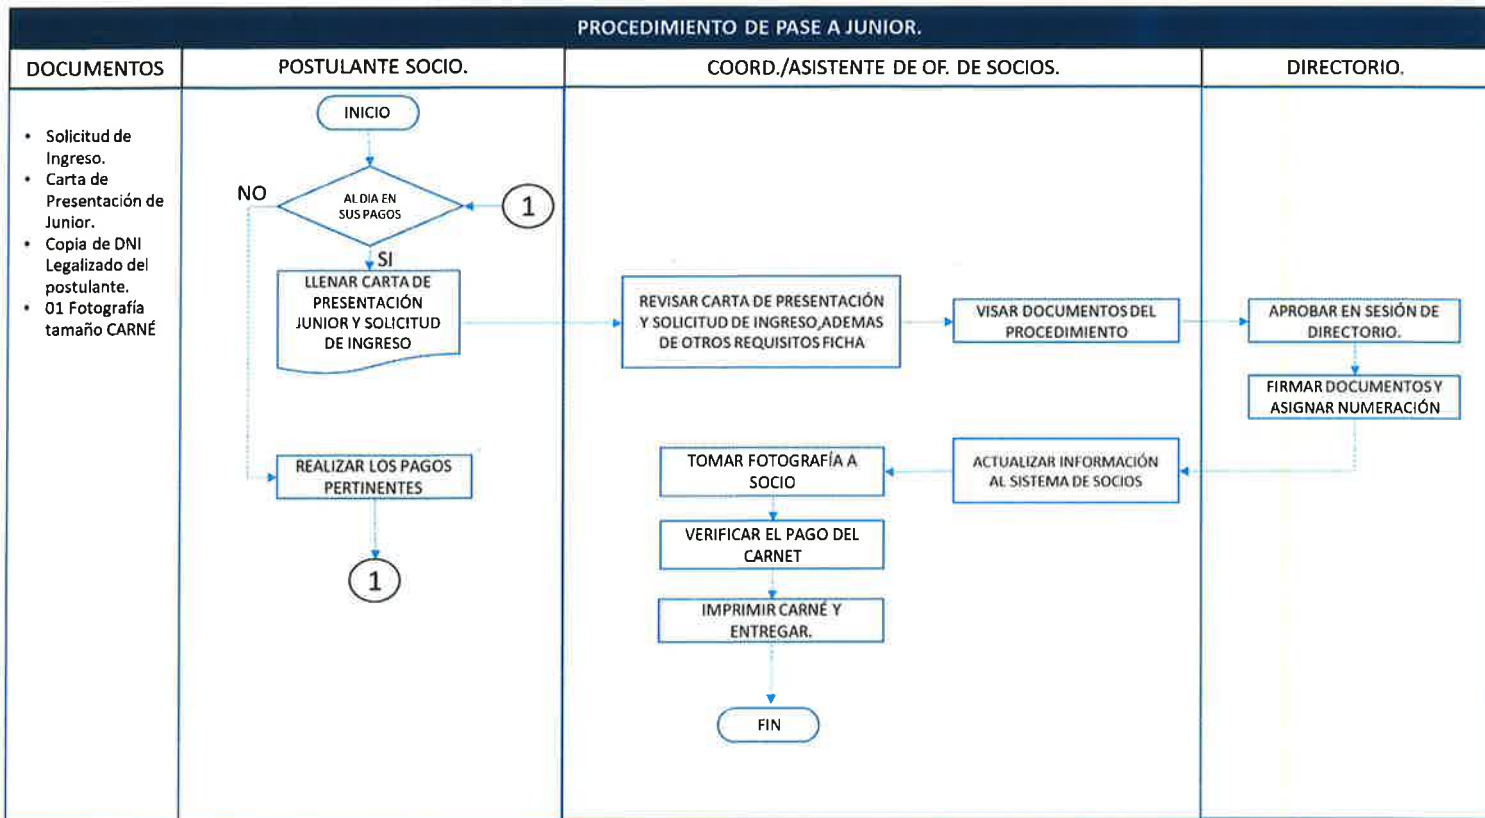 PROCEDIMIENTO DE PASE A JUNIOR.
DOCUMENTOS
POSTULANTE SOCIO.
COORD./ASISTENTE DE OF. DE SOCIOS.
DIRECTORIO.
• Solicitud de
Ingreso.
• Carta de
Presentación de
Junior.
• Copia de DNI
Legalizado del
postulante.
• 01 Fotografía
tamaño CARNÉ
INICIO
NO
AL DIA EN
SUS PAGOS
1
SI
LLENAR CARTA DE
PRESENTACIÓN
JUNIOR Y SOLICITUD
DE INGRESO
REVISAR CARTA DE PRESENTACIÓN
Y SOLICITUD DE INGRESO,ADEMAS
DE OTROS REQUISITOS FICHA
VISAR DOCUMENTOS DEL
PROCEDIMIENTO
APROBAR EN SESIÓN DE
DIRECTORIO.
FIRMAR DOCUMENTOS Y
ASIGNAR NUMERACIÓN
REALIZAR LOS PAGOS
PERTINENTES
1
TOMAR FOTOGRAFÍA A
SOCIO
ACTUALIZAR INFORMACIÓN
AL SISTEMA DE SOCIOS
VERIFICAR EL PAGO DEL
CARNET
IMPRIMIR CARNÉ Y
ENTREGAR.
FIN